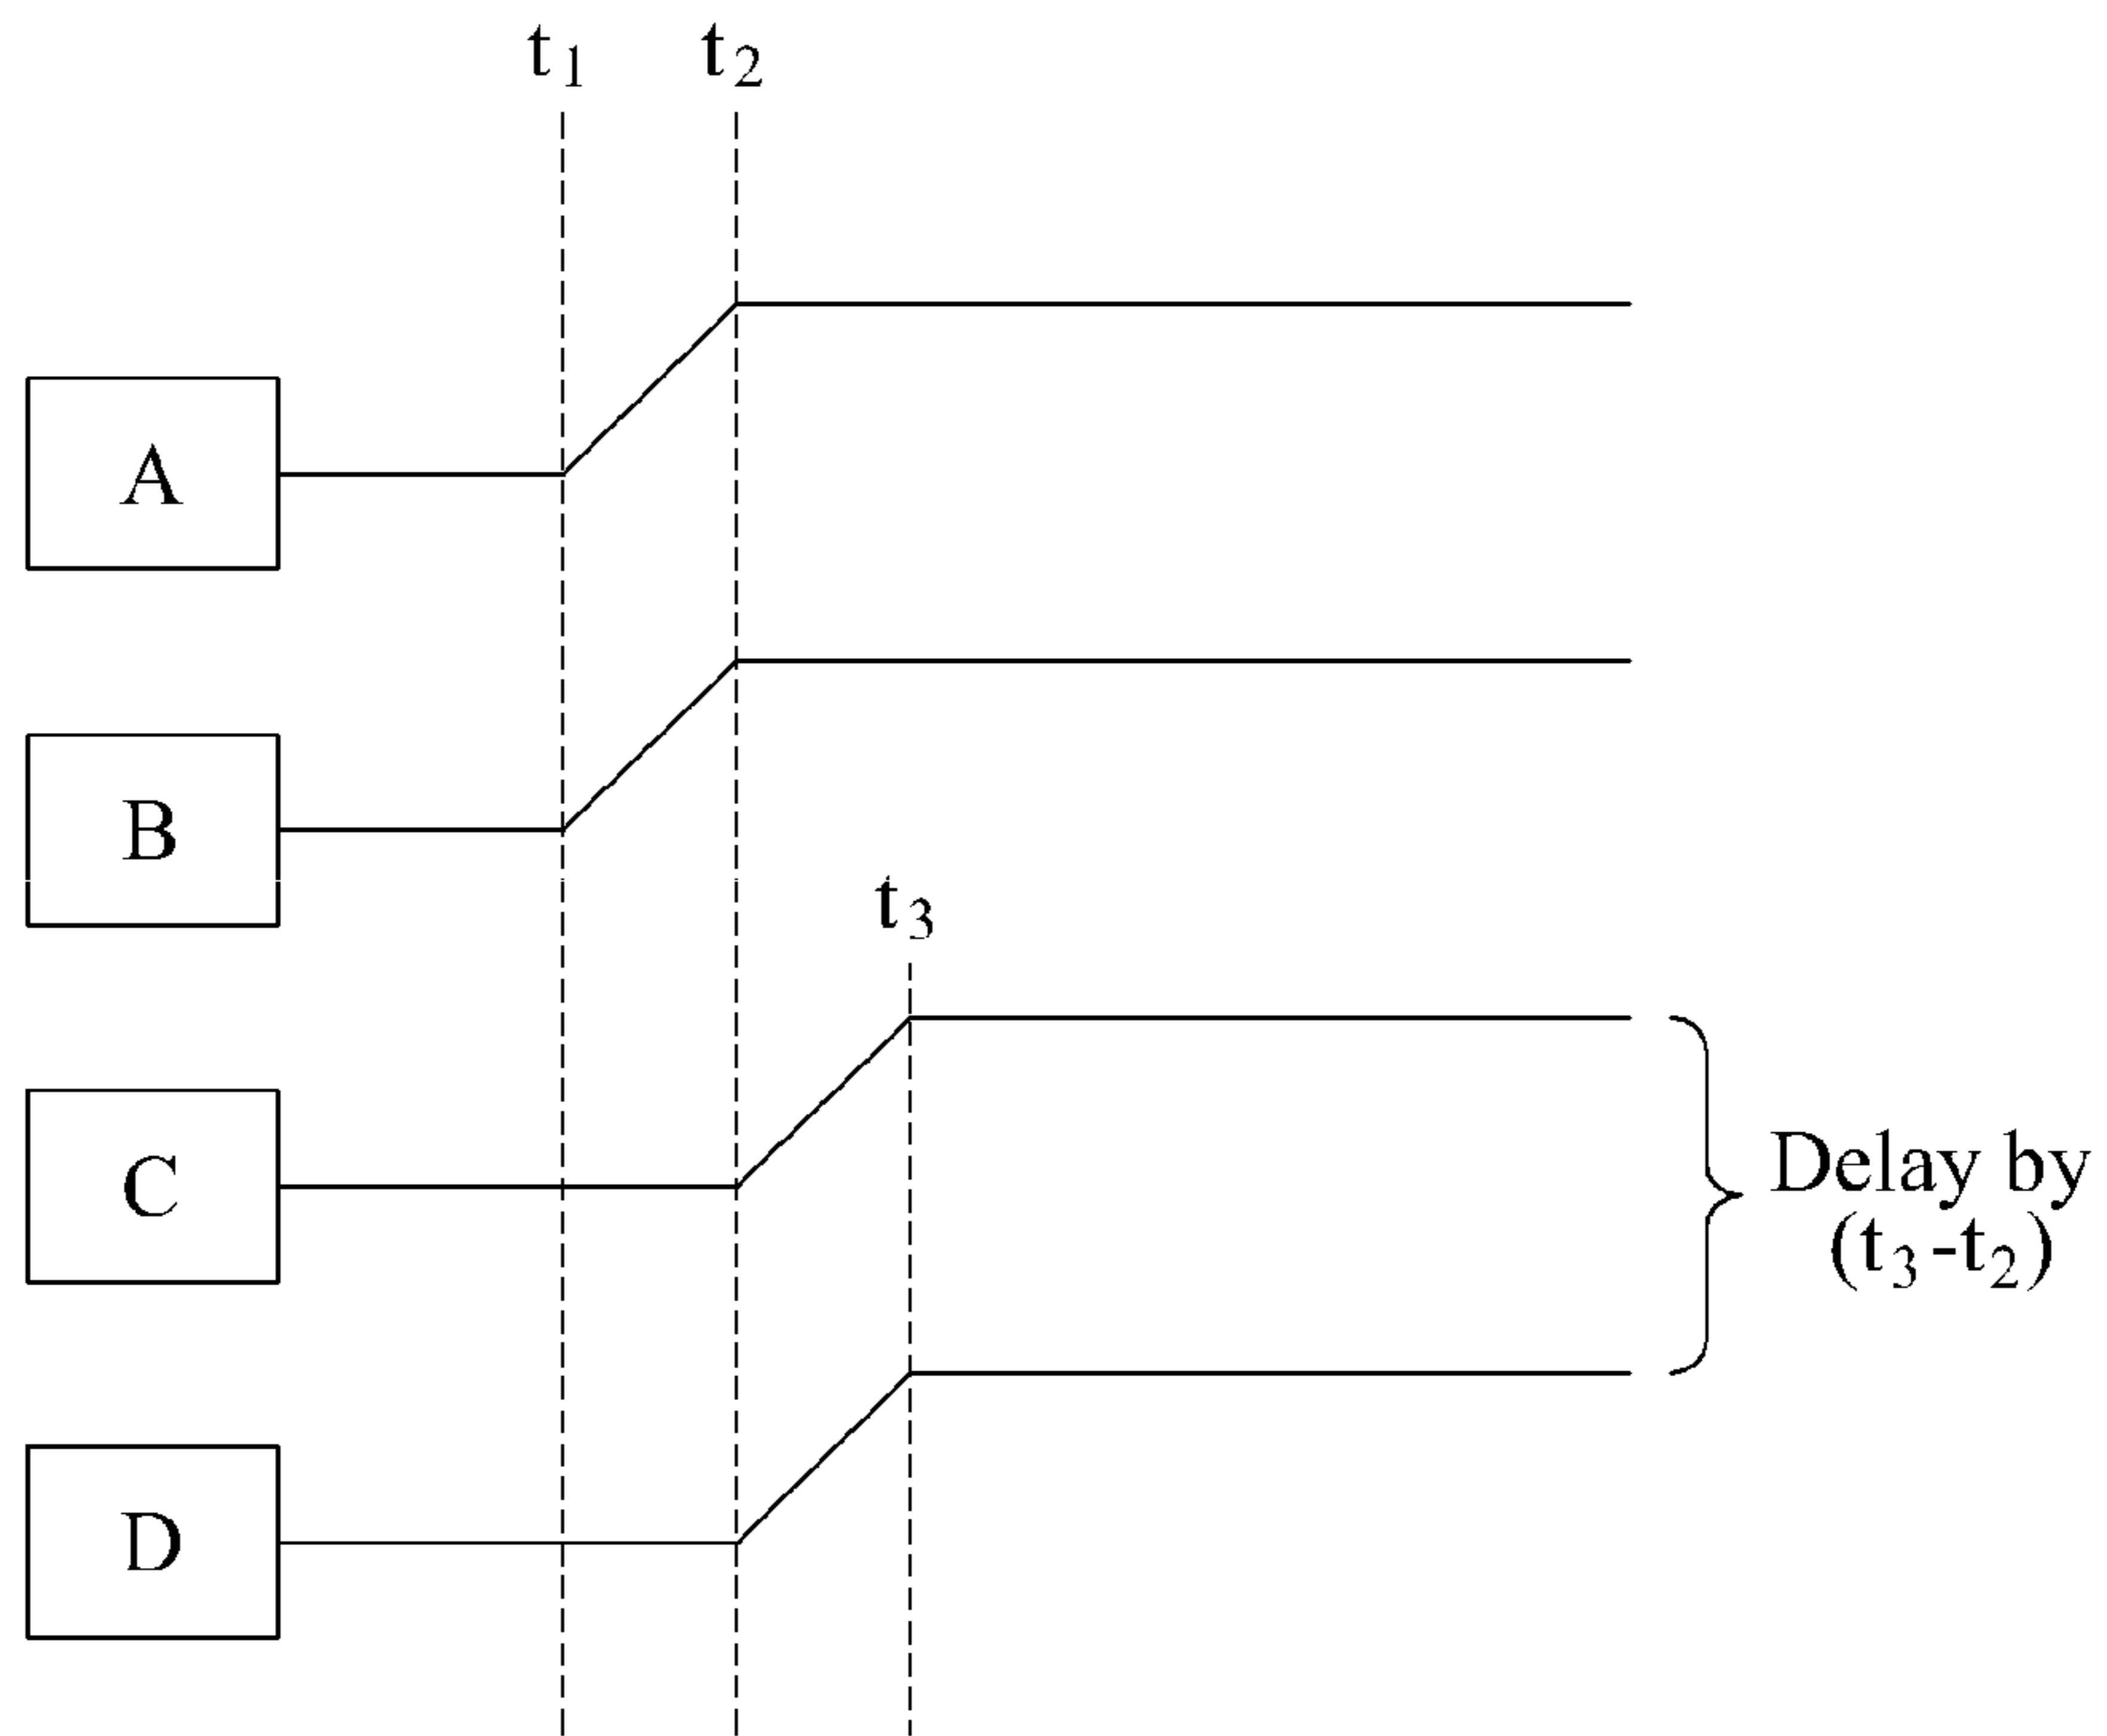 t₁ t₂
A
B
t₃
C
Delay by
(t₃-t₂)
D